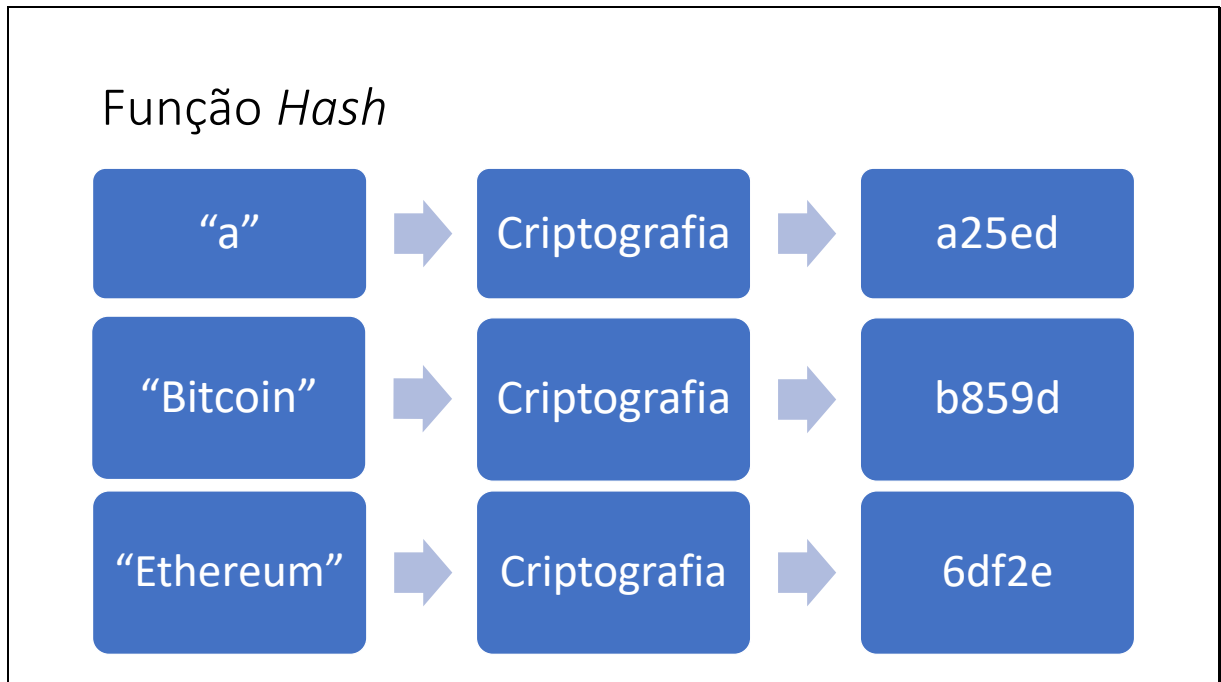 Função Hash
“a”
Criptografia
a25ed
“Bitcoin”
Criptografia
b859d
“Ethereum”
Criptografia
6df2e